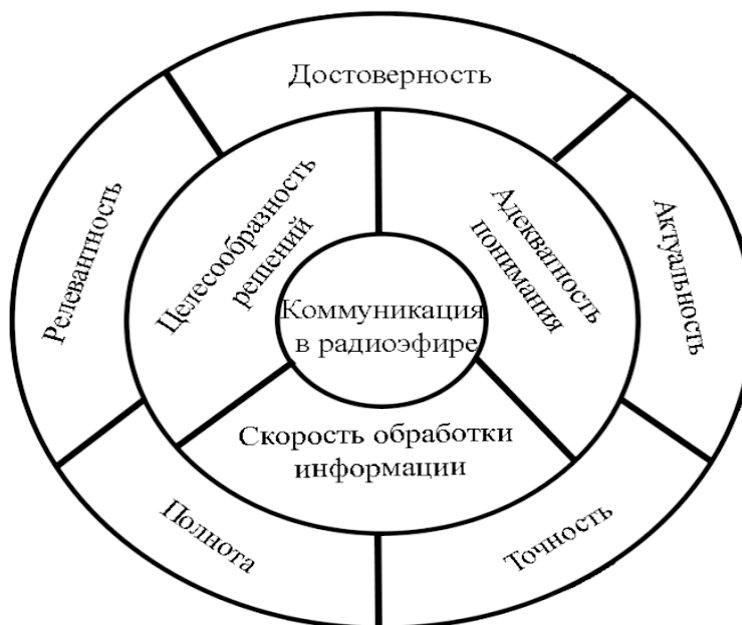 Достоверность
Релевантность
Целесообразность
решений
Адекватность
понимания
Актуальность
Коммуникация
в радиоэфире
Скорость обработки
информации
Полнота
Точность